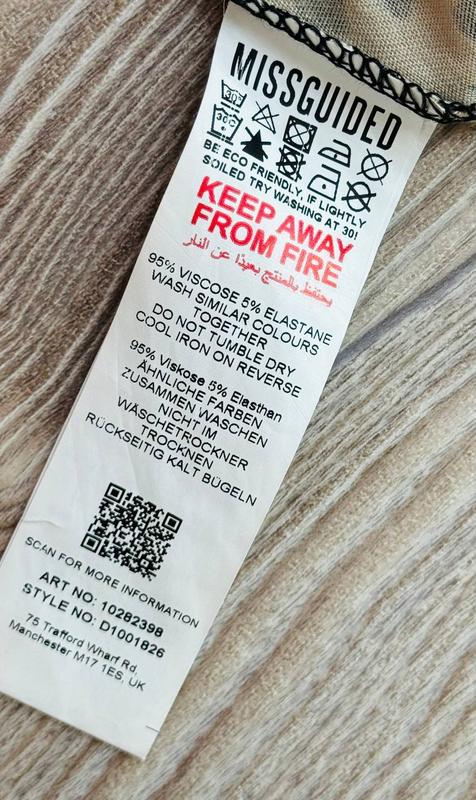 MISSGUIDED
30
30°C
BE ECO FRIENDLY, IF LIGHTLY
SOILED TRY WASHING AT 30!
KEEP AWAY
FROM FIRE
يحتفظ بالمنتج بعيدًا عن النار
95% VISCOSE 5% ELASTANE
WASH SIMILAR COLOURS
TOGETHER
DO NOT TUMBLE DRY
COOL IRON ON REVERSE
95% Viskose 5% Elasthan
ÄHNLICHE FARBEN
ZUSAMMEN WASCHEN
NICHT IM
WÄSCHETROCKNER
TROCKNEN
RÜCKSEITIG KALT BÜGELN
SCAN FOR MORE INFORMATION
ART NO: 10282398
STYLE NO: D1001626
75 Trafford Wharf Rd,
Manchester M17 1ES, UK